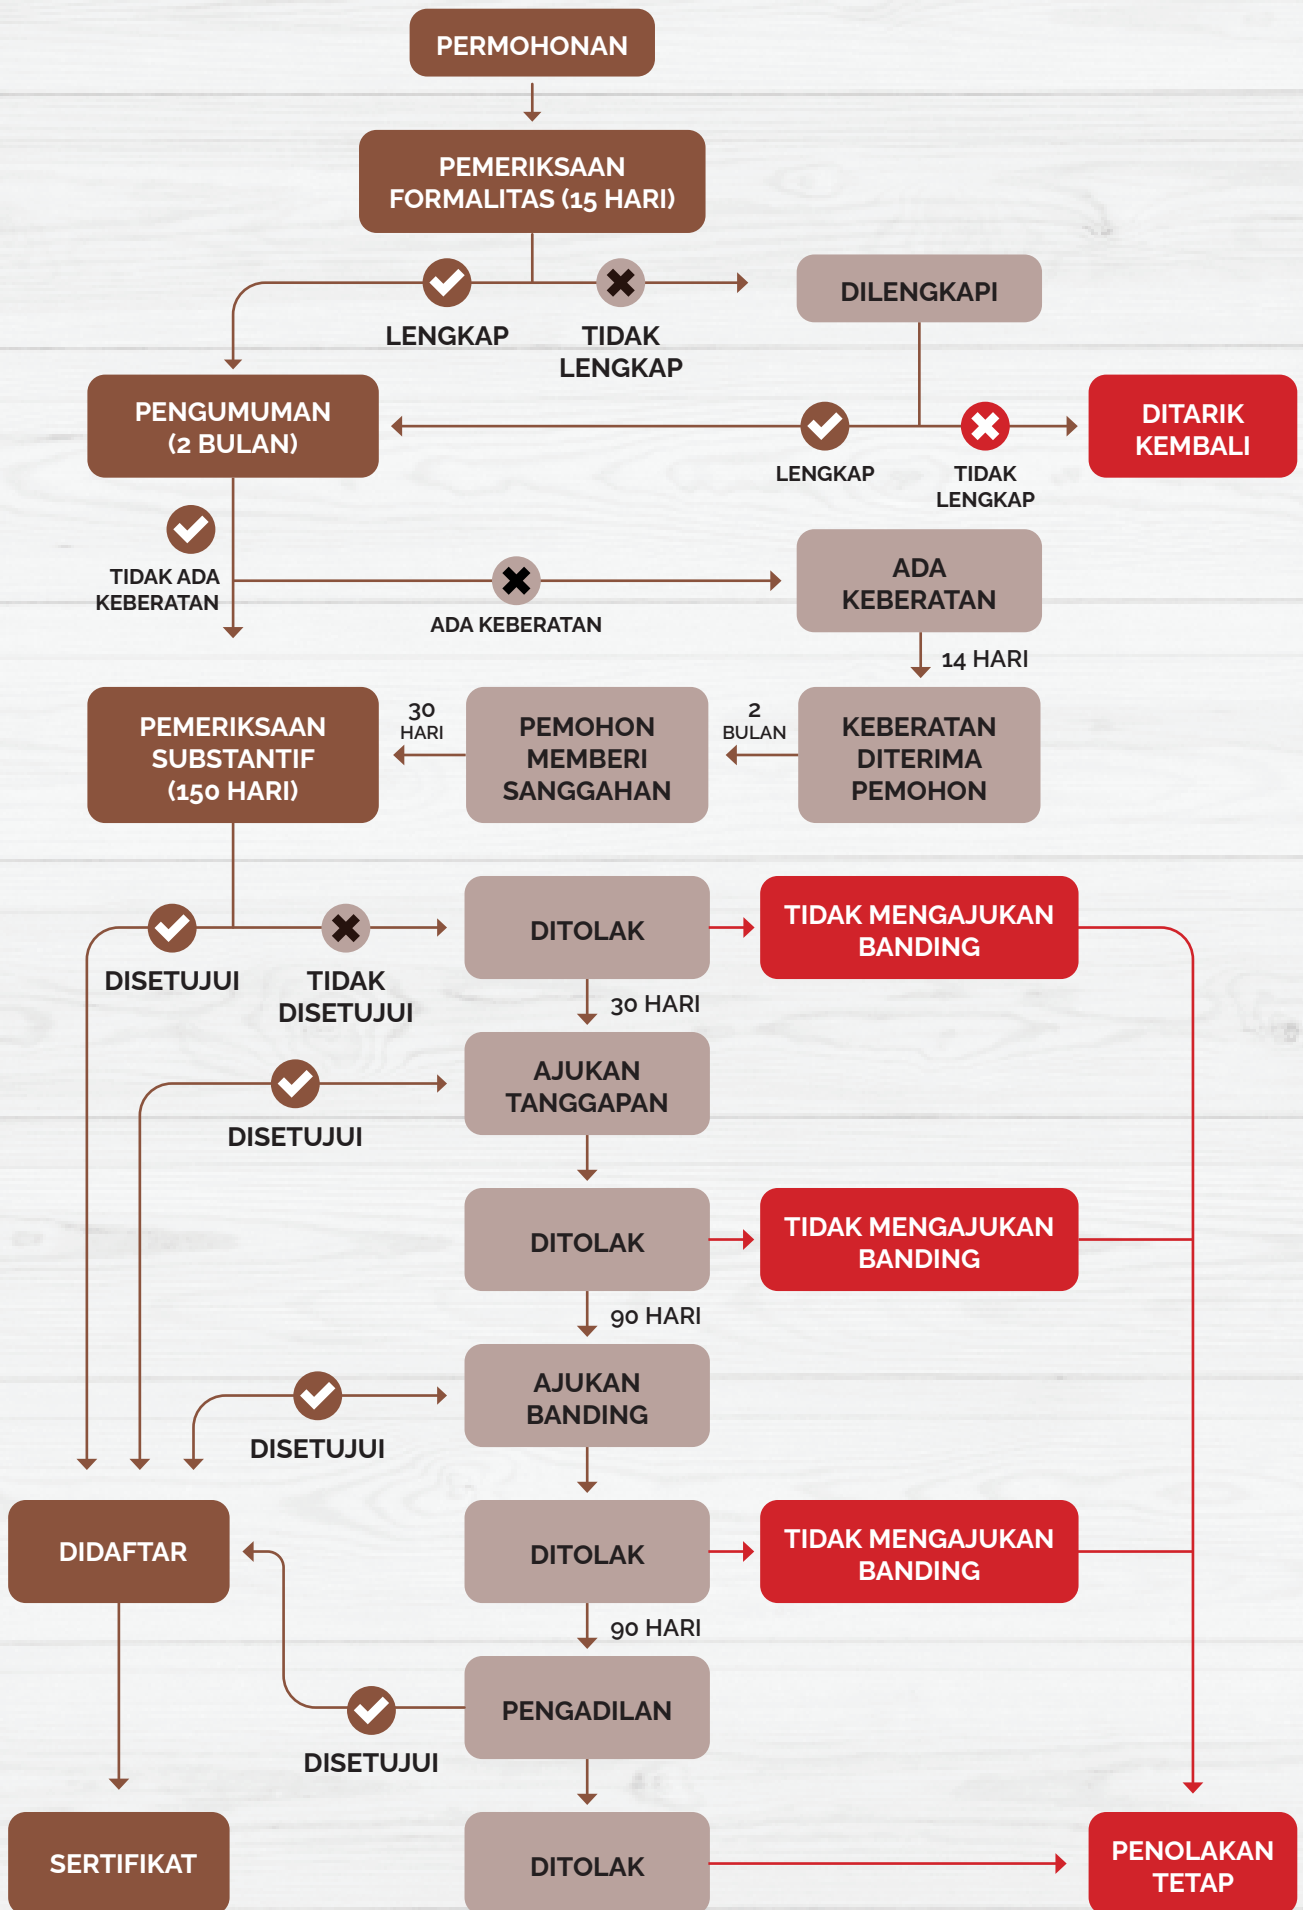 PERMOHONAN
PEMERIKSAAN
FORMALITAS (15 HARI)
LENGKAP
TIDAK
LENGKAP
DILENGKAPI
PENGUMUMAN
(2 BULAN)
LENGKAP
TIDAK
LENGKAP
DITARIK
KEMBALI
TIDAK ADA
KEBERATAN
ADA KEBERATAN
ADA
KEBERATAN
14 HARI
PEMERIKSAAN
SUBSTANTIF
(150 HARI)
30
HARI
PEMOHON
MEMBERI
SANGGAHAN
2
BULAN
KEBERATAN
DITERIMA
PEMOHON
DISETUJUI
TIDAK
DISETUJUI
DITOLAK
TIDAK MENGAJUKAN
BANDING
30 HARI
DISETUJUI
AJUKAN
TANGGAPAN
DITOLAK
TIDAK MENGAJUKAN
BANDING
90 HARI
DISETUJUI
AJUKAN
BANDING
DIDAFTAR
DITOLAK
TIDAK MENGAJUKAN
BANDING
90 HARI
DISETUJUI
PENGADILAN
SERTIFIKAT
DITOLAK
PENOLAKAN
TETAP